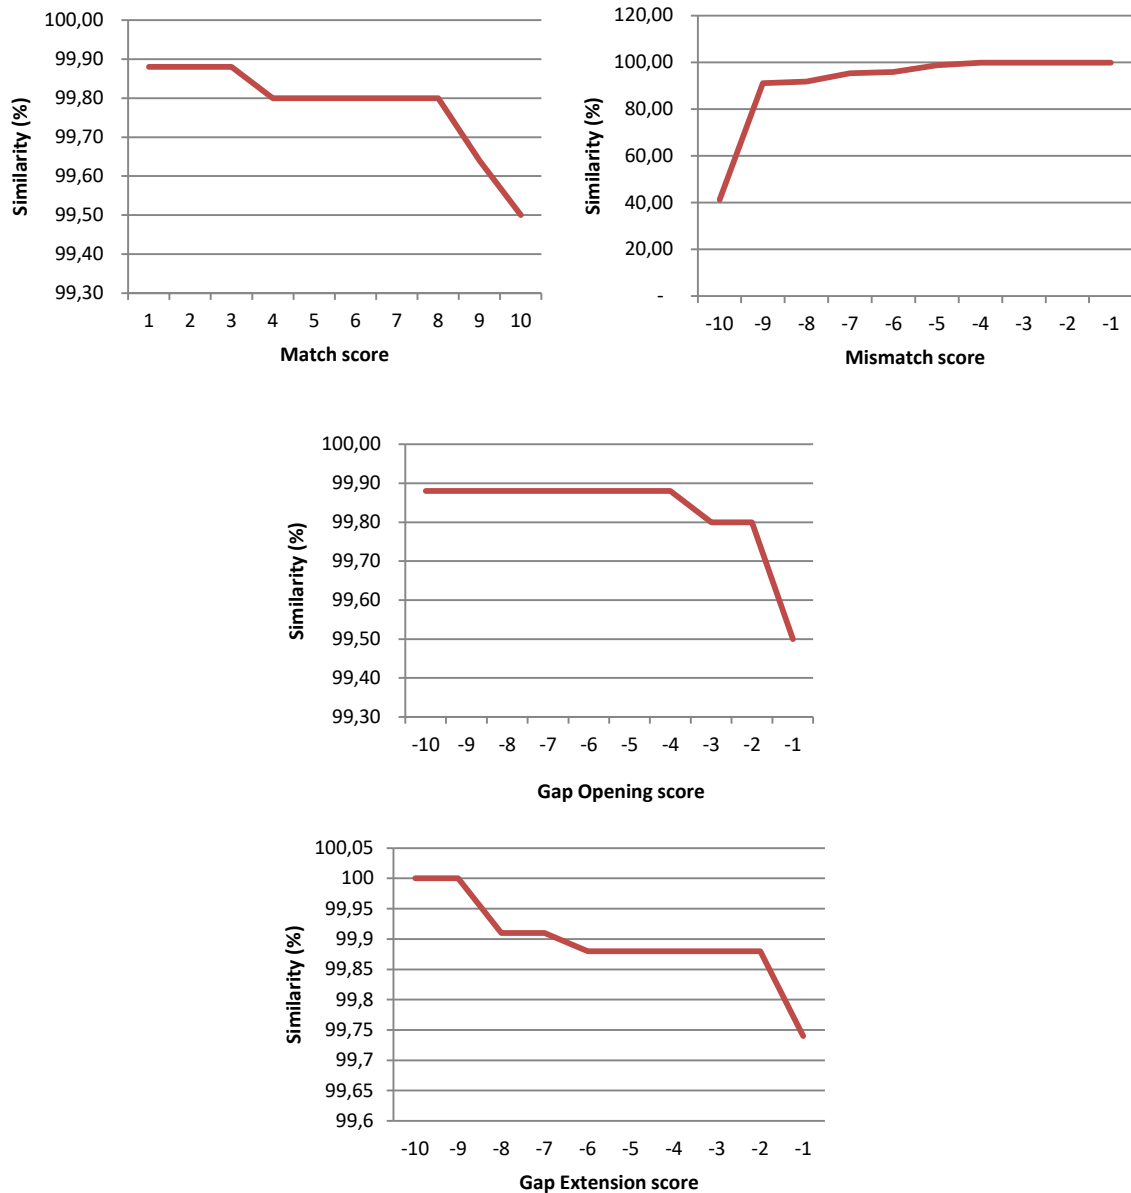 100,00
99,90
99,80
99,70
99,60
99,50
99,40
99,30
Similarity (%)
1 2 3 4 5 6 7 8 9 10
Match score
120,00
100,00
80,00
60,00
40,00
20,00
-
Similarity (%)
-10 -9 -8 -7 -6 -5 -4 -3 -2 -1
Mismatch score
100,00
99,90
99,80
99,70
99,60
99,50
99,40
99,30
Similarity (%)
-10 -9 -8 -7 -6 -5 -4 -3 -2 -1
Gap Opening score
100,05
100
99,95
99,9
99,85
99,8
99,75
99,7
99,65
99,6
Similarity (%)
-10 -9 -8 -7 -6 -5 -4 -3 -2 -1
Gap Extension score